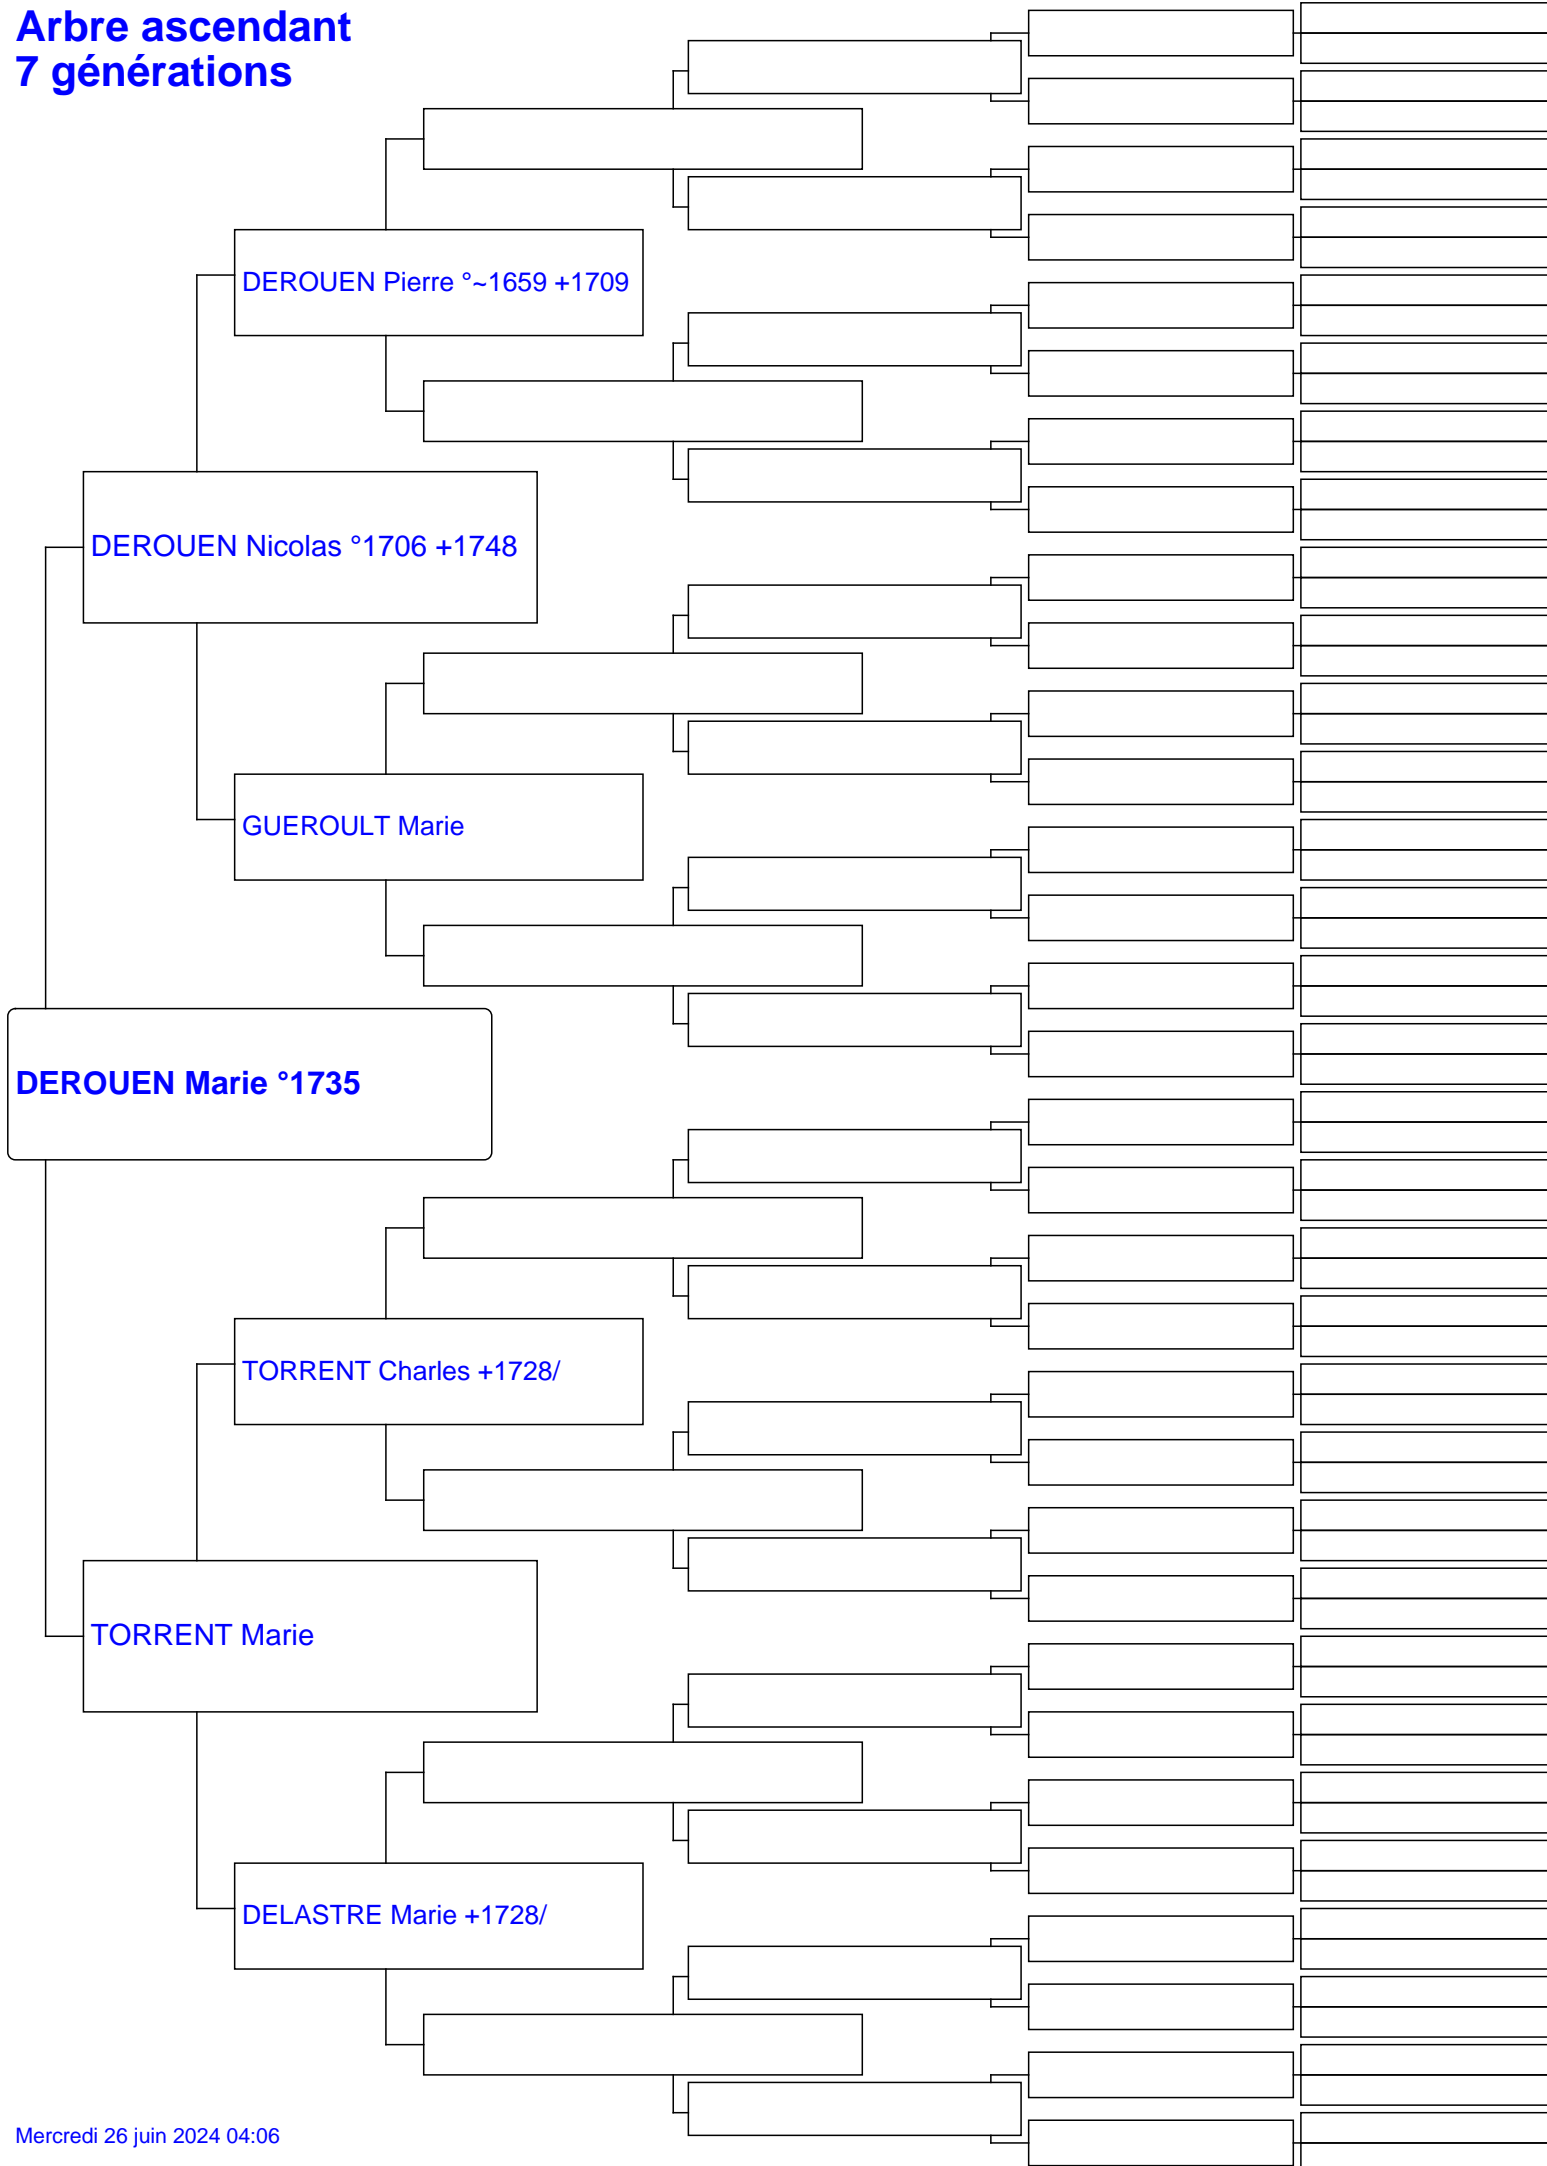 Arbre ascendant
7 générations
DEROUEN Pierre °~1659 +1709
DEROUEN Nicolas °1706 +1748
GUEROULT Marie
DEROUEN Marie °1735
TORRENT Charles +1728/
TORRENT Marie
DELASTRE Marie +1728/
Mercredi 26 juin 2024 04:06